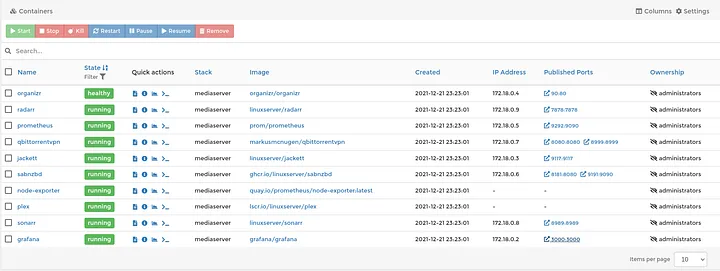 Containers Columns Settings
Start Stop Kill Restart Pause Resume Remove
Search...
Name State Filter Quick actions Stack Image Created IP Address Published Ports Ownership
organizr healthy mediaserver organizr/organizr 2021-12-21 23:23:01 172.18.0.4 90:80 administrators
radarr running mediaserver linuxserver/radarr 2021-12-21 23:23:01 172.18.0.9 7878:7878 administrators
prometheus running mediaserver prom/prometheus 2021-12-21 23:23:01 172.18.0.5 9292:9090 administrators
qbittorrentvpn running mediaserver markusmcnugen/qbittorrentvpn 2021-12-21 23:23:01 172.18.0.7 8080:8080 8999:8999 administrators
jackett running mediaserver linuxserver/jackett 2021-12-21 23:23:01 172.18.0.3 9117:9117 administrators
sabnzbd running mediaserver ghcr.io/linuxserver/sabnzbd 2021-12-21 23:23:01 172.18.0.6 8181:8080 9191:9090 administrators
node-exporter running mediaserver quay.io/prometheus/node-exporter:latest 2021-12-21 23:23:01 - - administrators
plex running mediaserver lscr.io/linuxserver/plex 2021-12-21 23:23:01 - - administrators
sonarr running mediaserver linuxserver/sonarr 2021-12-21 23:23:01 172.18.0.8 8989:8989 administrators
grafana running mediaserver grafana/grafana 2021-12-21 23:23:01 172.18.0.2 3000:3000 administrators
Items per page 10